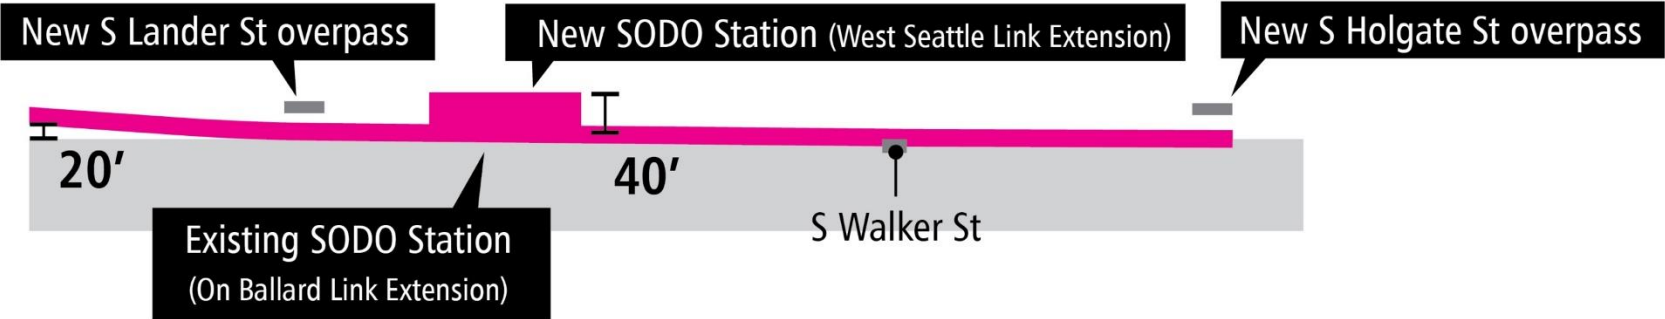 New S Lander St overpass
New SODO Station (West Seattle Link Extension)
New S Holgate St overpass
20’
40’
Existing SODO Station
(On Ballard Link Extension)
S Walker St